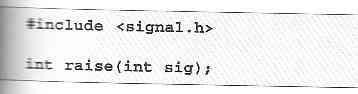 #include <signal.h>
int raise(int sig);